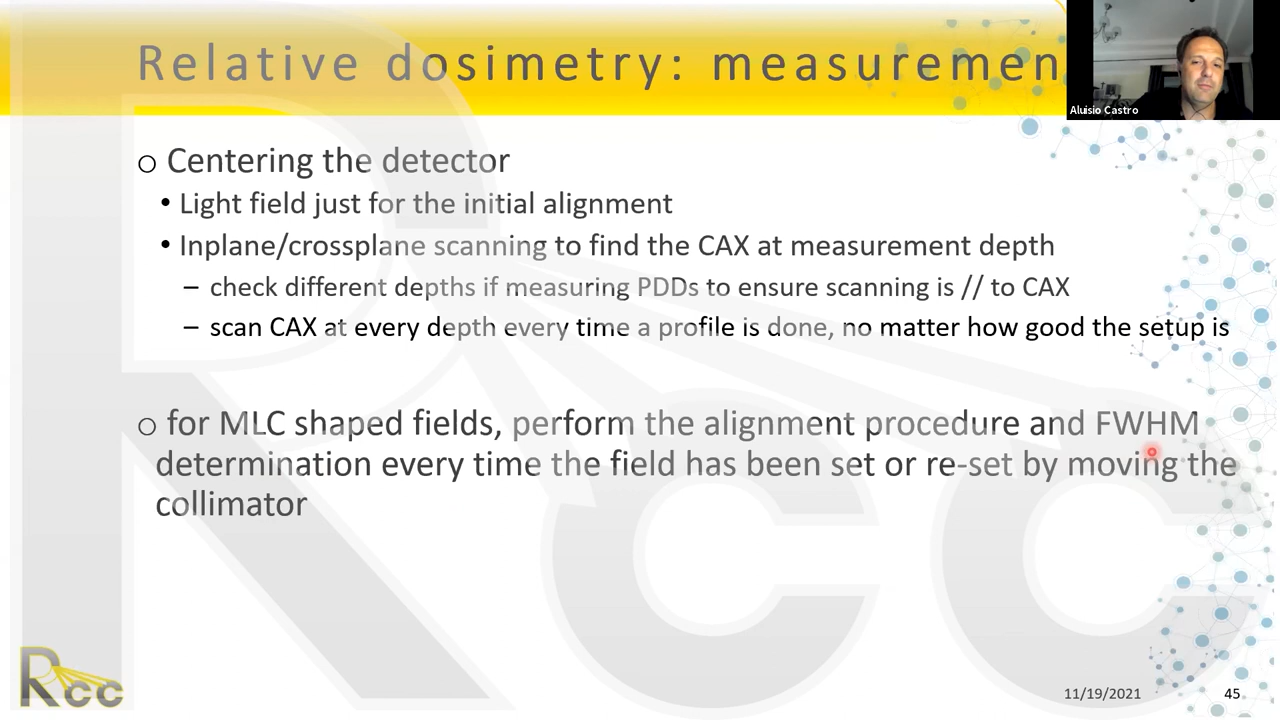 Relative dosimetry: measuremen
Aluisio Castro
o Centering the detector
• Light field just for the initial alignment
• Inplane/crossplane scanning to find the CAX at measurement depth
– check different depths if measuring PDDs to ensure scanning is // to CAX
– scan CAX at every depth every time a profile is done, no matter how good the setup is
o for MLC shaped fields, perform the alignment procedure and FWHM
determination every time the field has been set or re-set by moving the
collimator
Rcc
11/19/2021
45